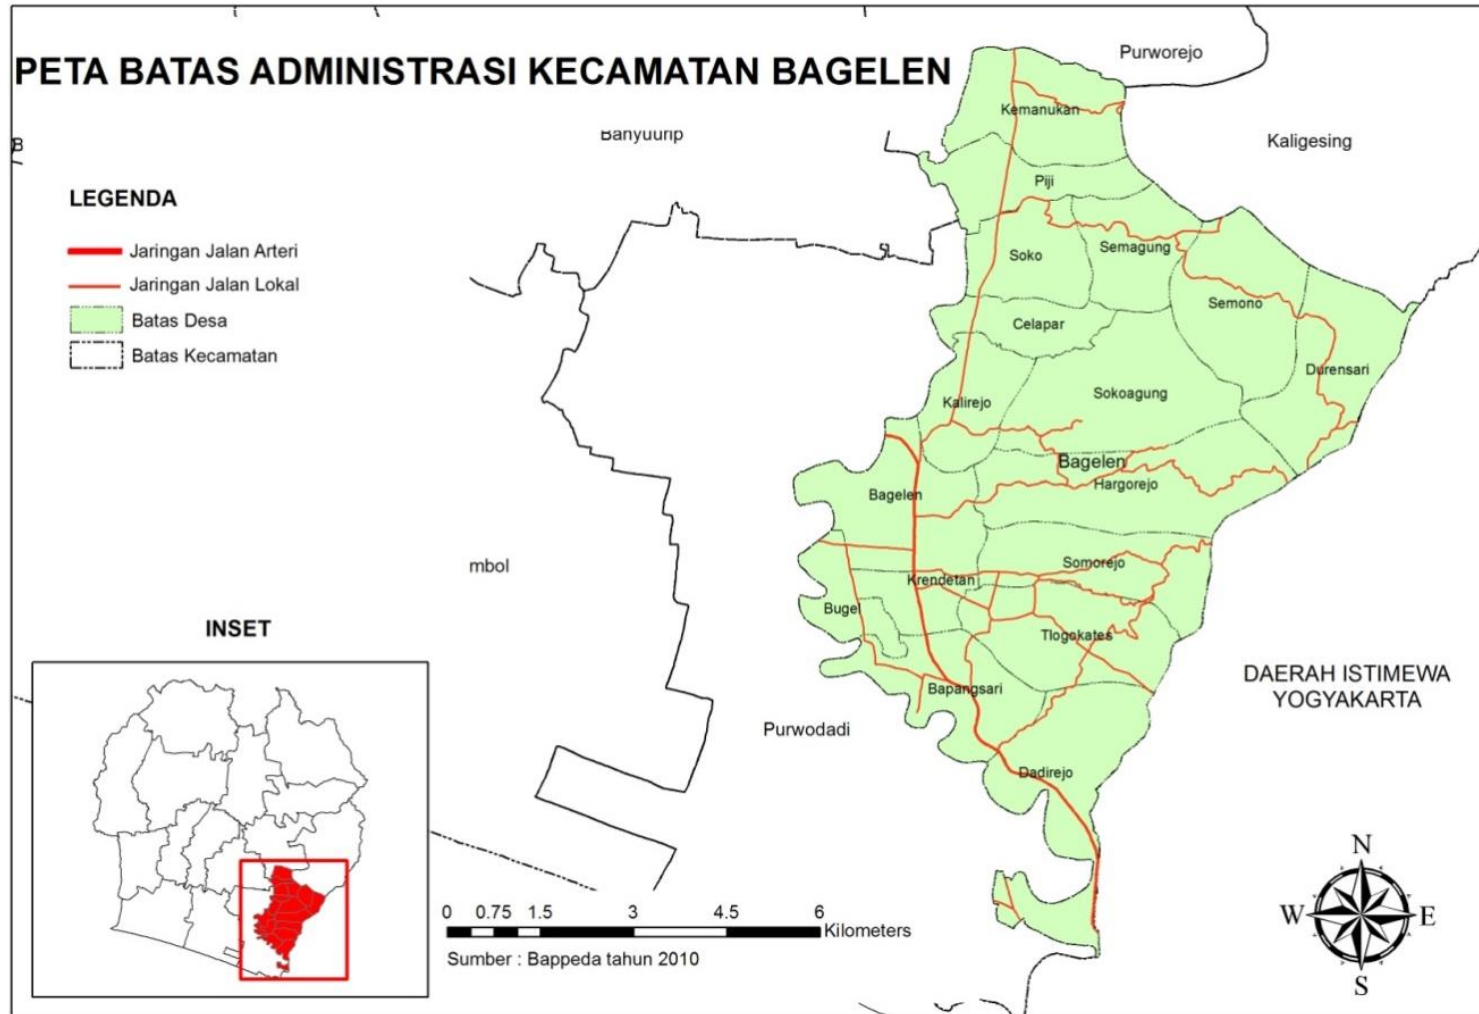 PETA BATAS ADMINISTRASI KECAMATAN BAGELEN
Purworejo
Kaligesing
Banyuurip
B
LEGENDA
Jaringan Jalan Arteri
Jaringan Jalan Lokal
Batas Desa
Batas Kecamatan
Kemanukan
Piji
Soko
Semagung
Semono
Celapar
Durensari
Kalirejo
Sokoagung
Bagelen
Hargorejo
Bagelen
mbol
Somorejo
Krendetan
Bugel
Tlogokates
Bapangsari
Dadirejo
Purwodadi
DAERAH ISTIMEWA
YOGYAKARTA
INSET
0 0.75 1.5 3 4.5 6
Kilometers
Sumber : Bappeda tahun 2010
N
W E
S